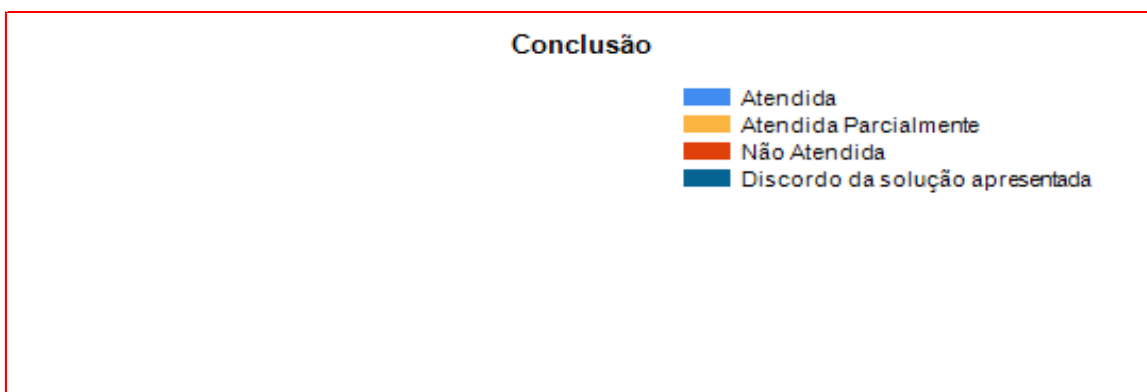 Conclusão
Atendida
Atendida Parcialmente
Não Atendida
Discordo da solução apresentada